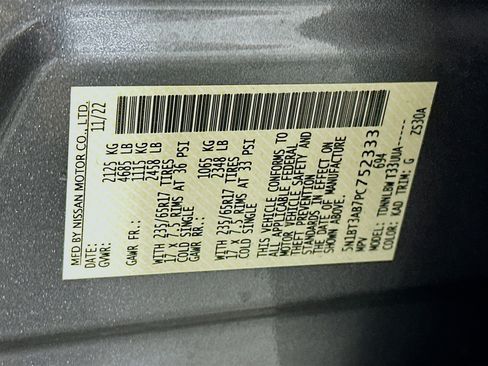 MFD BY NISSAN MOTOR CO., LTD.
DATE: 11/22
GVWR: 2125 KG
4685 LB
GAWR FR.: 1115 KG
2458 LB
WITH 235/65R17 TIRES
17 X 7.5 RIMS AT 36 PSI
COLD SINGLE
GAWR RR.: 1065 KG
2348 LB
WITH 235/65R17 TIRES
17 X 7.5 RIMS AT 33 PSI
COLD SINGLE
THIS VEHICLE CONFORMS TO
ALL APPLICABLE FEDERAL
MOTOR VEHICLE SAFETY AND
THEFT PREVENTION
STANDARDS IN EFFECT ON
THE DATE OF MANUFACTURE
SHOWN ABOVE.
5N1BT3AB7PC752333
MPV 694
MODEL: TDNNLBWT33UUA-----
COLOR: KAD TRIM: G
ZS30A